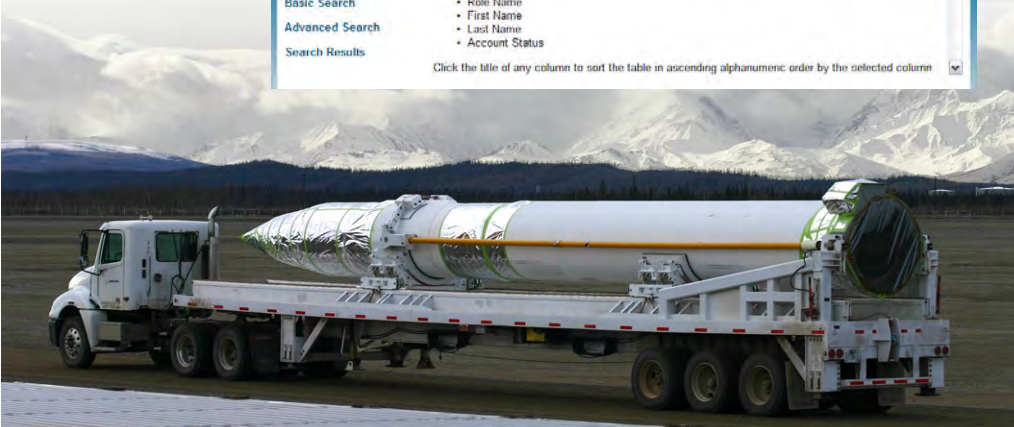 Basic Search
Advanced Search
Search Results
• Role Name
• First Name
• Last Name
• Account Status
Click the title of any column to sort the table in ascending alphanumeric order by the selected column